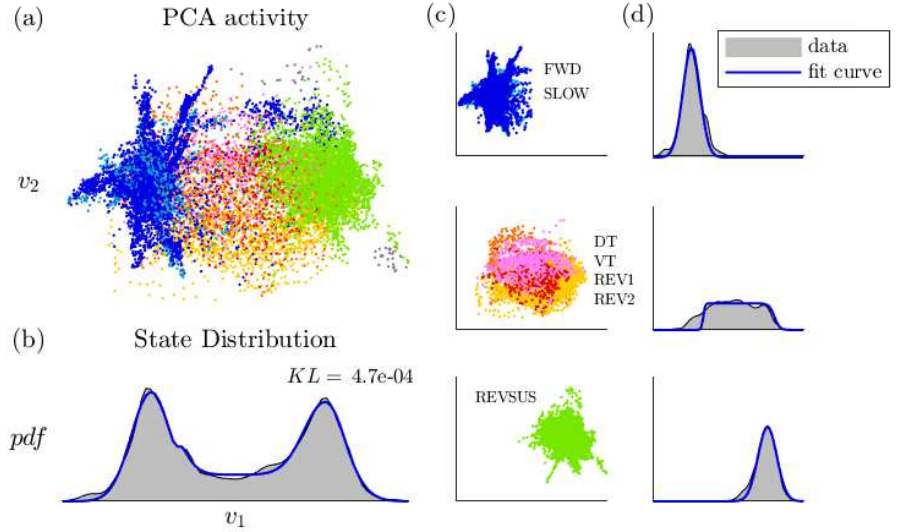 (a)
PCA activity
v2
(b)
State Distribution
KL = 4.7e-04
pdf
v1
(c)
FWD
SLOW
DT
VT
REV1
REV2
REVSUS
(d)
data
fit curve